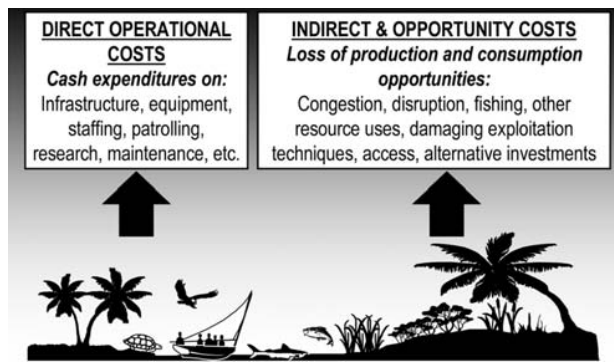 DIRECT OPERATIONAL
COSTS
Cash expenditures on:
Infrastructure, equipment,
staffing, patrolling,
research, maintenance, etc.
INDIRECT & OPPORTUNITY COSTS
Loss of production and consumption
opportunities:
Congestion, disruption, fishing, other
resource uses, damaging exploitation
techniques, access, alternative investments